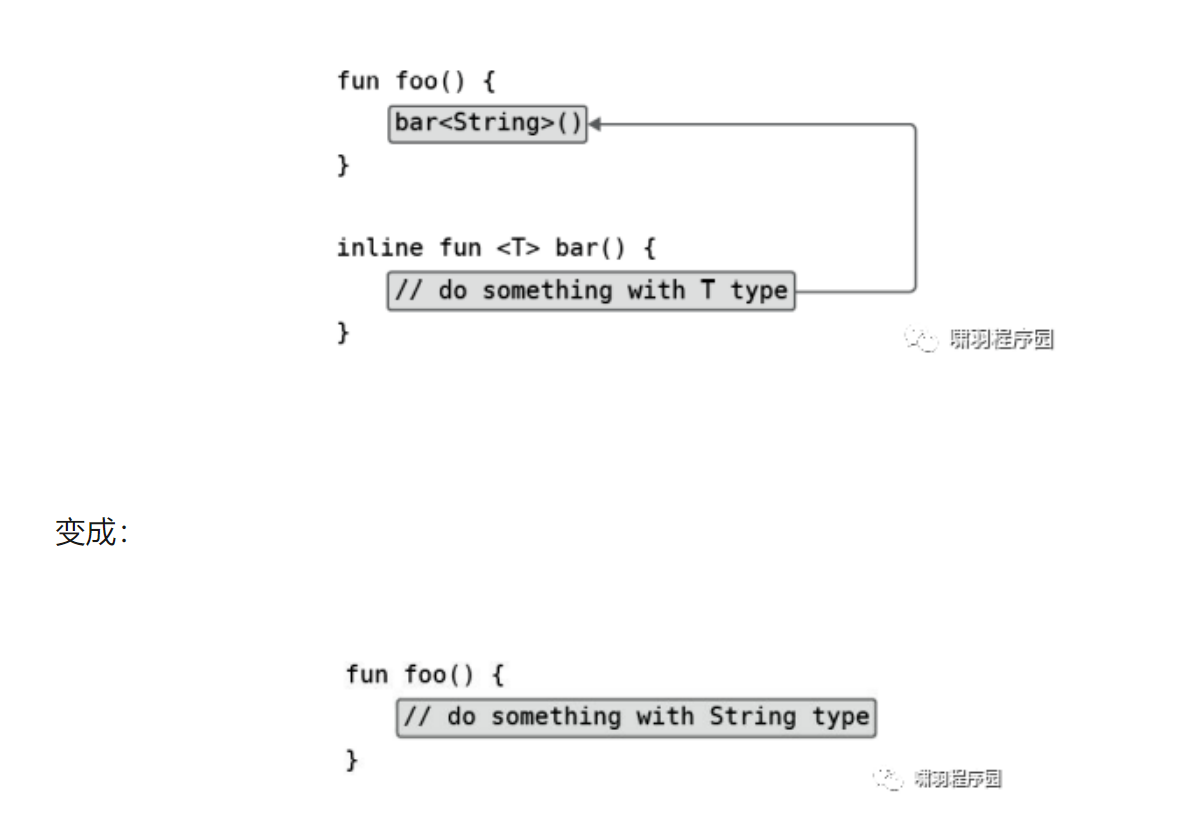 fun foo() {
bar<String>()
}
inline fun <T> bar() {
// do something with T type
}
啸羽程序园
变成：
fun foo() {
// do something with String type
}
啸羽程序园